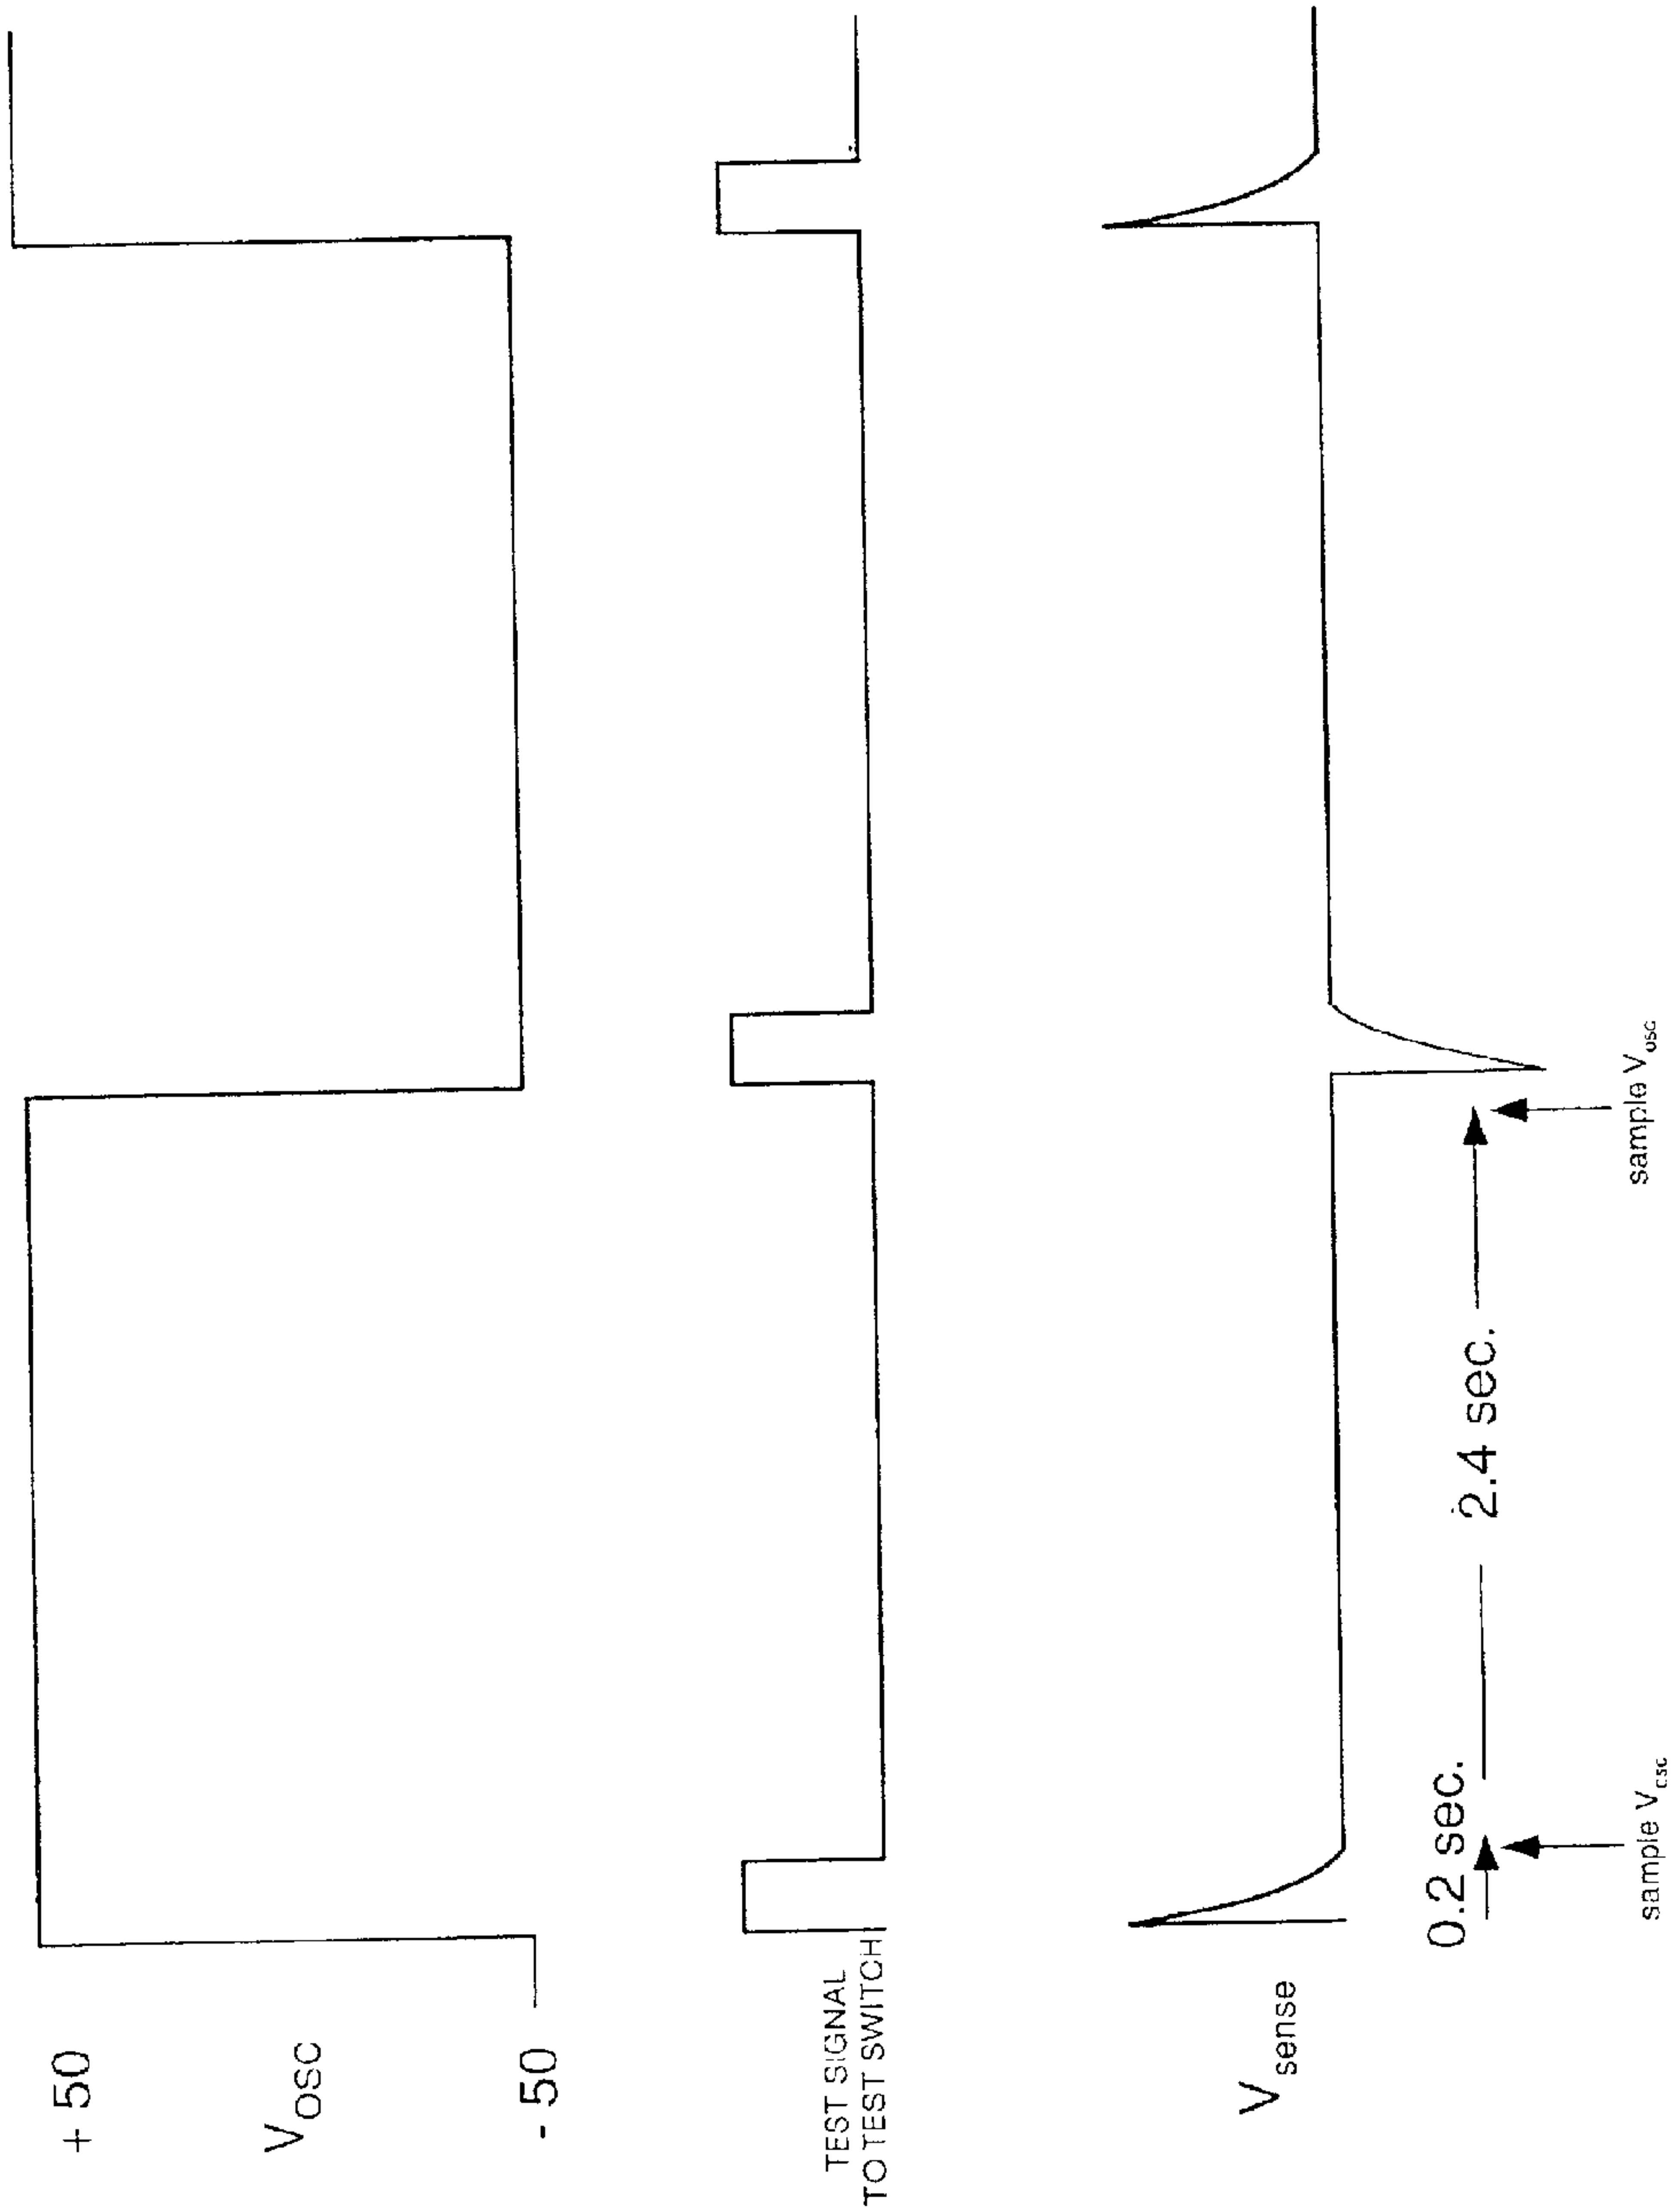 + 50
VOSC
- 50
TEST SIGNAL
TO TEST SWITCH
Vsense
0.2 sec.
2.4 sec.
sample Vosc
sample Vosc